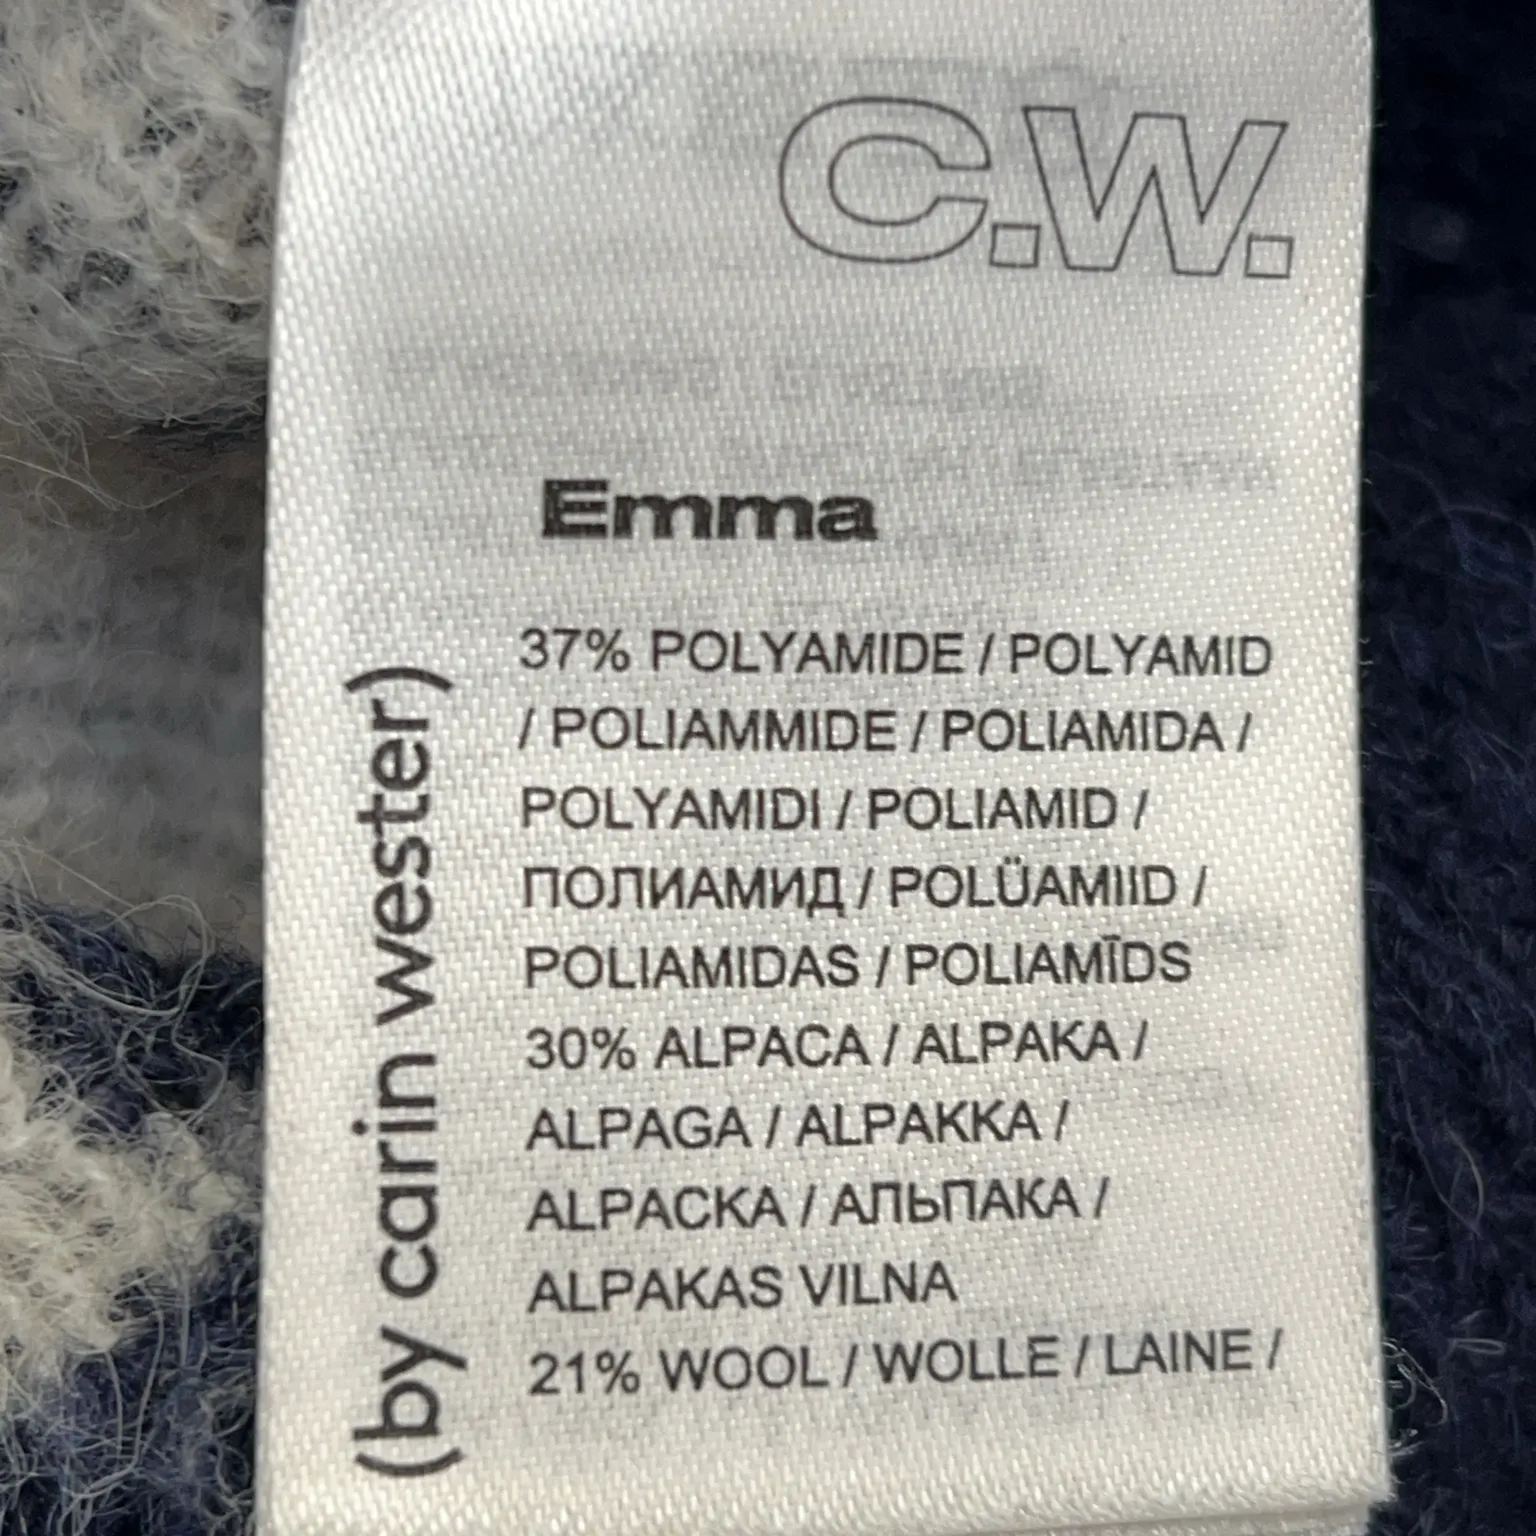 C.W.
Emma
(by carin wester)
37% POLYAMIDE / POLYAMID
/ POLIAMMIDE / POLIAMIDA /
POLYAMIDI / POLIAMID /
ПОЛИАМИД / POLÜAMIID /
POLIAMIDAS / POLIAMĪDS
30% ALPACA / ALPAKA /
ALPAGA / ALPAKKA /
ALPACKA / АЛЬПАКА /
ALPAKAS VILNA
21% WOOL / WOLLE / LAINE /